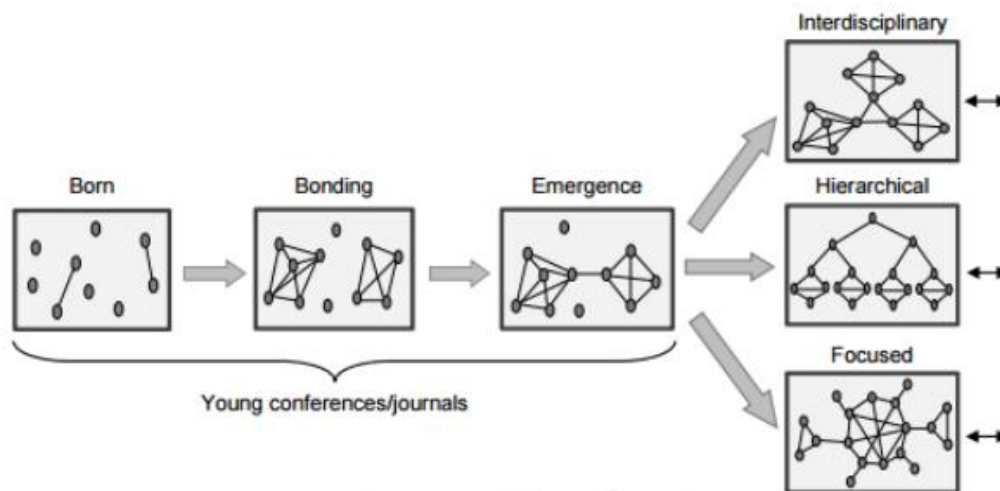 Interdisciplinary
Born
Bonding
Emergence
Hierarchical
Focused
Young conferences/journals